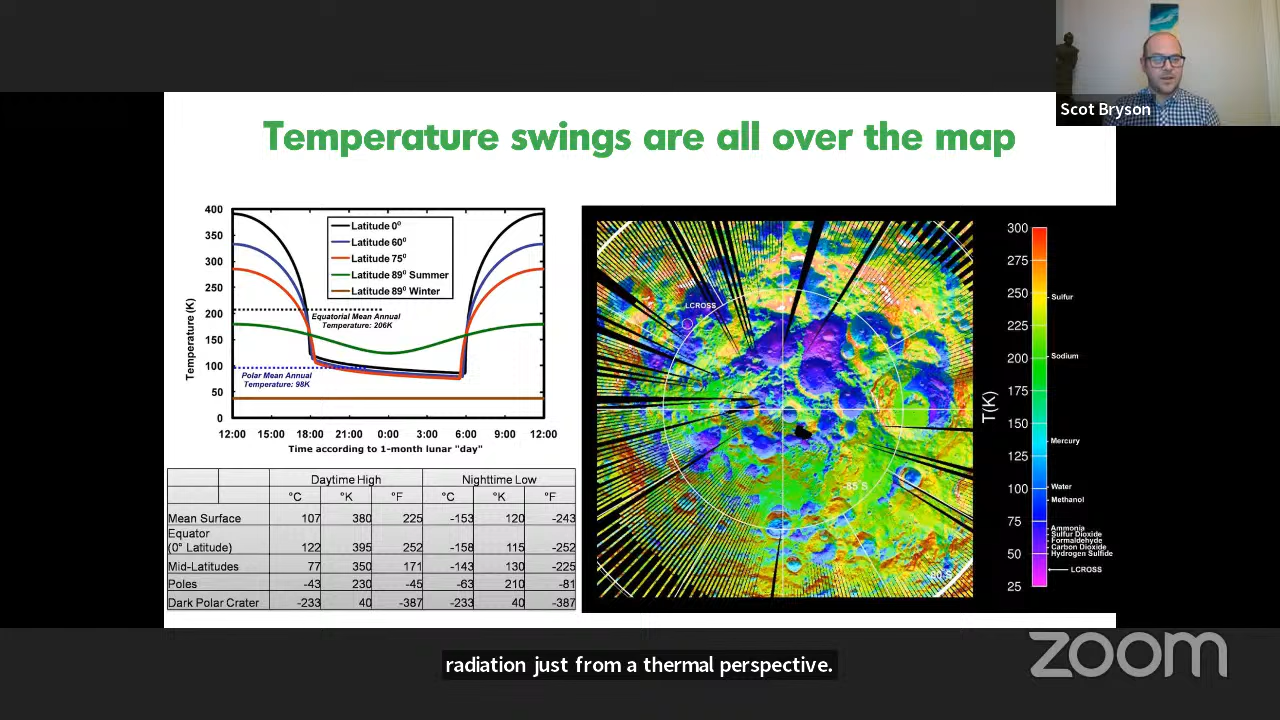 Scot Bryson
Temperature swings are all over the map
400
350
300
250
200
150
100
50
0
Temperature (K)
Latitude 0⁰
Latitude 60⁰
Latitude 75⁰
Latitude 89⁰ Summer
Latitude 89⁰ Winter
Equatorial Mean Annual
Temperature: 206K
Polar Mean Annual
Temperature: 98K
12:00 15:00 18:00 21:00 0:00 3:00 6:00 9:00 12:00
Time according to 1-month lunar "day"
Daytime High Nighttime Low
°C °K °F °C °K °F
Mean Surface 107 380 225 -153 120 -243
Equator
(0° Latitude) 122 395 252 -158 115 -252
Mid-Latitudes 77 350 171 -143 130 -225
Poles -43 230 -45 -63 210 -81
Dark Polar Crater -233 40 -387 -233 40 -387
LCROSS
-85 S
-80 S
T(K)
300
275
250
225
200
175
150
125
100
75
50
25
Sulfur
Sodium
Mercury
Water
Methanol
Ammonia
Sulfur Dioxide
Formaldehyde
Carbon Dioxide
Hydrogen Sulfide
LCROSS
radiation just from a thermal perspective.
zoom